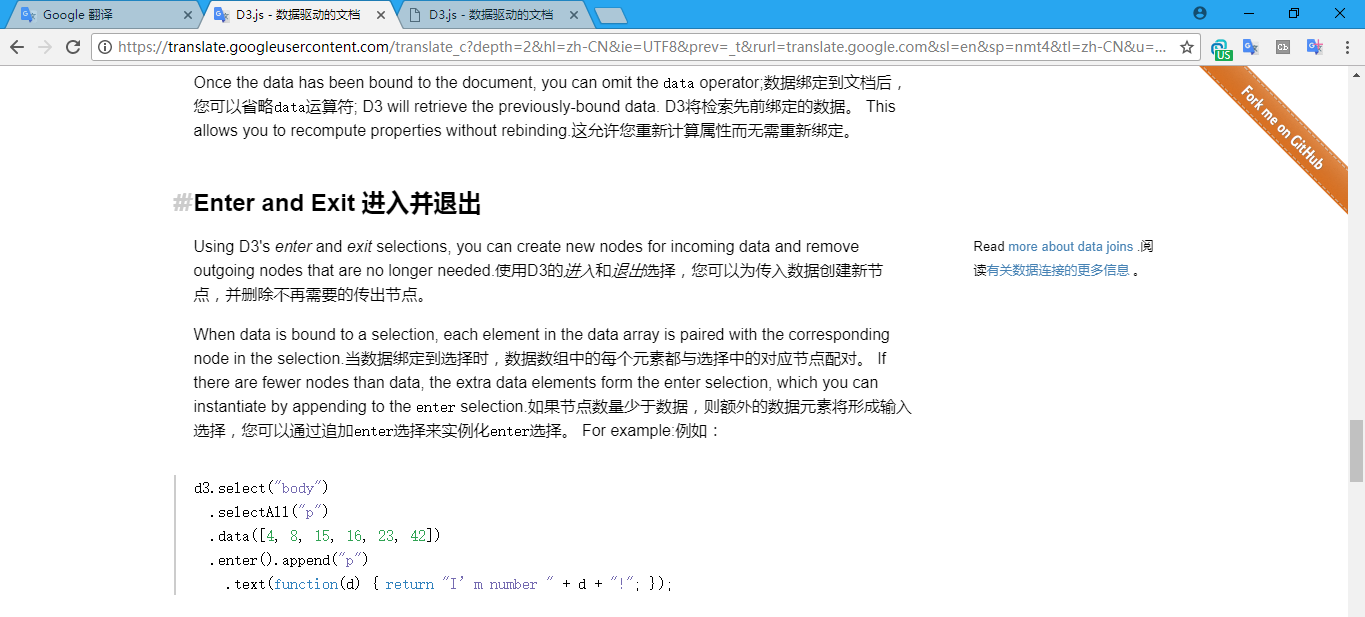 Google 翻译
D3.js - 数据驱动的文档
D3.js - 数据驱动的文档
https://translate.googleusercontent.com/translate_c?depth=2&hl=zh-CN&ie=UTF8&prev=_t&rurl=translate.google.com&sl=en&sp=nmt4&tl=zh-CN&u=...
US
Cb
Fork me on GitHub
Once the data has been bound to the document, you can omit the data operator;数据绑定到文档后，
您可以省略data运算符; D3 will retrieve the previously-bound data. D3将检索先前绑定的数据。 This
allows you to recompute properties without rebinding.这允许您重新计算属性而无需重新绑定。
#Enter and Exit 进入并退出
Using D3's enter and exit selections, you can create new nodes for incoming data and remove
outgoing nodes that are no longer needed.使用D3的进入和退出选择，您可以为传入数据创建新节
点，并删除不再需要的传出节点。
Read more about data joins .阅
读有关数据连接的更多信息 。
When data is bound to a selection, each element in the data array is paired with the corresponding
node in the selection.当数据绑定到选择时，数据数组中的每个元素都与选择中的对应节点配对。 If
there are fewer nodes than data, the extra data elements form the enter selection, which you can
instantiate by appending to the enter selection.如果节点数量少于数据，则额外的数据元素将形成输入
选择，您可以通过追加enter选择来实例化enter选择。 For example:例如：
d3.select("body")
.selectAll("p")
.data([4, 8, 15, 16, 23, 42])
.enter().append("p")
.text(function(d) { return "I’m number " + d + "!"; });